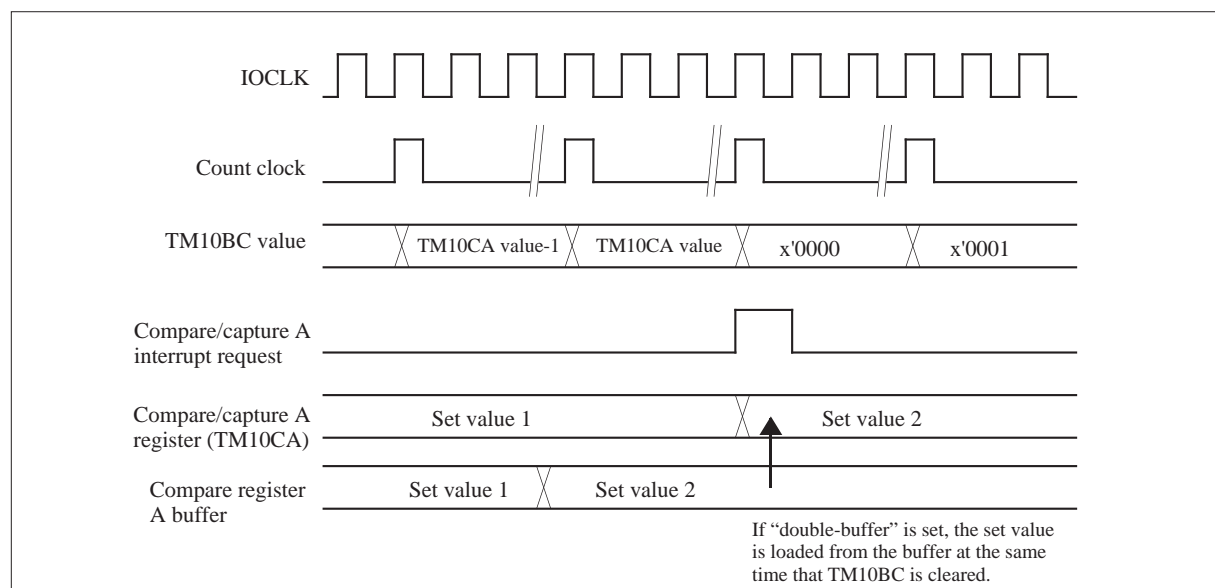 IOCLK
Count clock
TM10BC value
TM10CA value-1
TM10CA value
x'0000
x'0001
Compare/capture A
interrupt request
Compare/capture A
register (TM10CA)
Set value 1
Set value 2
Compare register
A buffer
Set value 1
Set value 2
If “double-buffer” is set, the set value
is loaded from the buffer at the same
time that TM10BC is cleared.